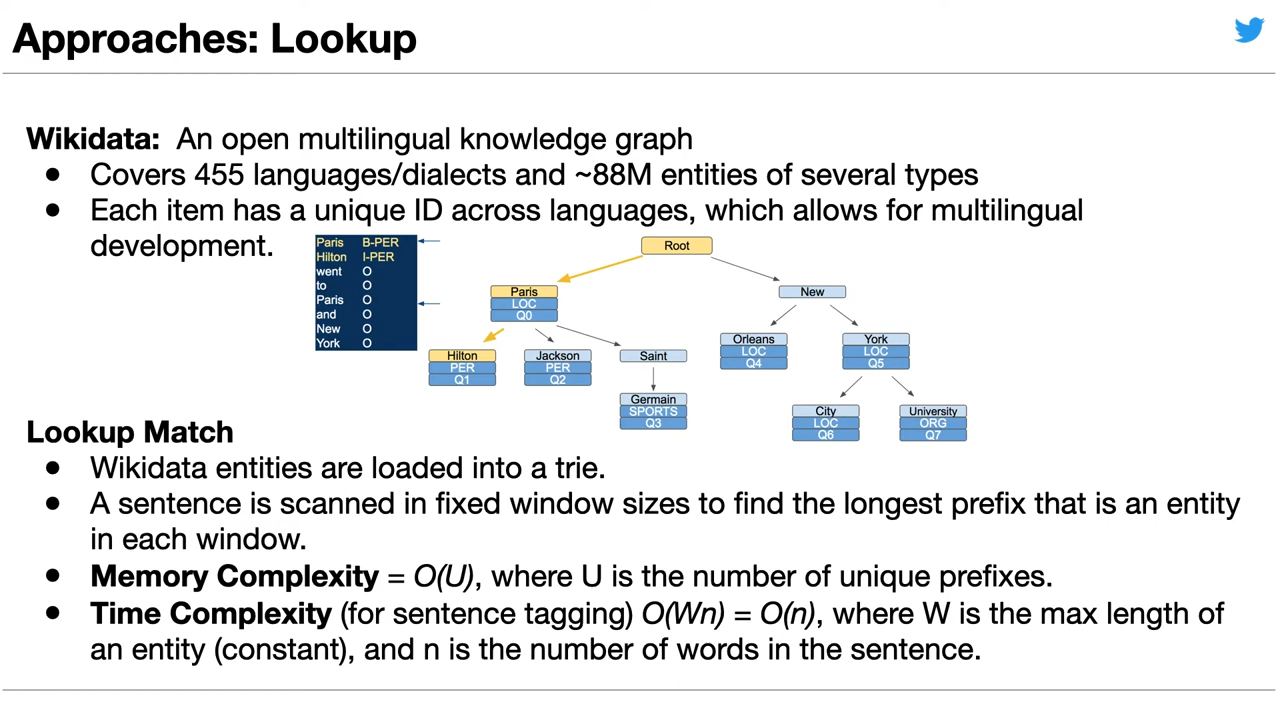 Approaches: Lookup
Wikidata: An open multilingual knowledge graph
● Covers 455 languages/dialects and ~88M entities of several types
● Each item has a unique ID across languages, which allows for multilingual
development.
Paris B-PER
Hilton I-PER
went O
to O
Paris O
and O
New O
York O
Root
Paris
LOC
Q0
New
Hilton
PER
Q1
Jackson
PER
Q2
Saint
Germain
SPORTS
Q3
Orleans
LOC
Q4
York
LOC
Q5
City
LOC
Q6
University
ORG
Q7
Lookup Match
● Wikidata entities are loaded into a trie.
● A sentence is scanned in fixed window sizes to find the longest prefix that is an entity
in each window.
● Memory Complexity = O(U), where U is the number of unique prefixes.
● Time Complexity (for sentence tagging) O(Wn) = O(n), where W is the max length of
an entity (constant), and n is the number of words in the sentence.